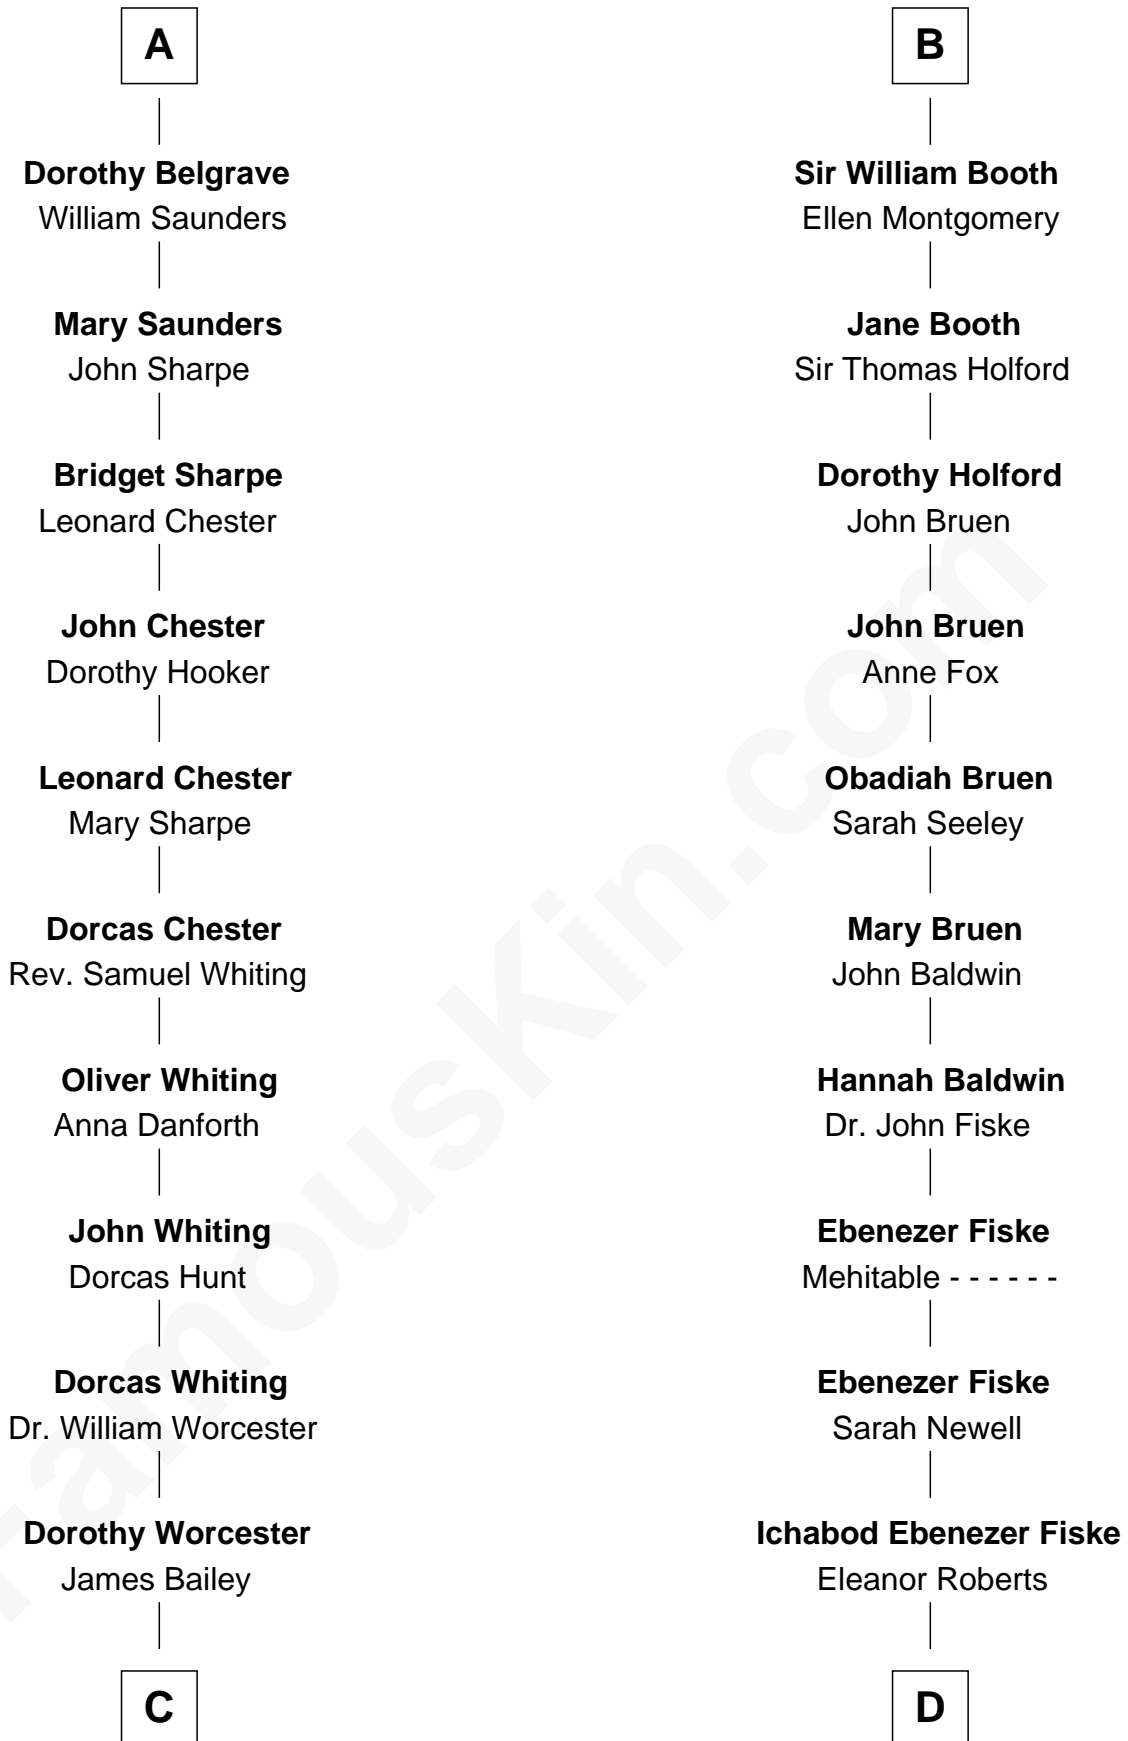 A
Dorothy Belgrave
William Saunders
Mary Saunders
John Sharpe
Bridget Sharpe
Leonard Chester
John Chester
Dorothy Hooker
Leonard Chester
Mary Sharpe
Dorcas Chester
Rev. Samuel Whiting
Oliver Whiting
Anna Danforth
John Whiting
Dorcas Hunt
Dorcas Whiting
Dr. William Worcester
Dorothy Worcester
James Bailey
C
B
Sir William Booth
Ellen Montgomery
Jane Booth
Sir Thomas Holford
Dorothy Holford
John Bruen
John Bruen
Anne Fox
Obadiah Bruen
Sarah Seeley
Mary Bruen
John Baldwin
Hannah Baldwin
Dr. John Fiske
Ebenezer Fiske
Mehitable - - - - - -
Ebenezer Fiske
Sarah Newell
Ichabod Ebenezer Fiske
Eleanor Roberts
D
FamousKin.com